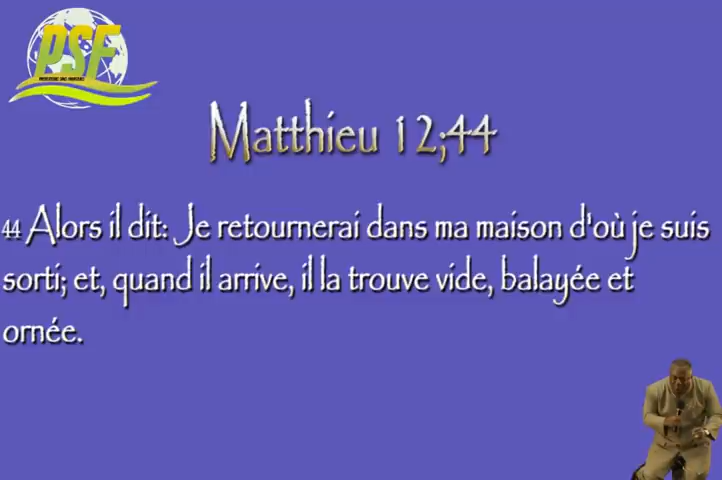 PSF
Matthieu 12;44
44 Alors il dit: Je retournerai dans ma maison d'où je suis
sorti; et, quand il arrive, il la trouve vide, balayée et
ornée.